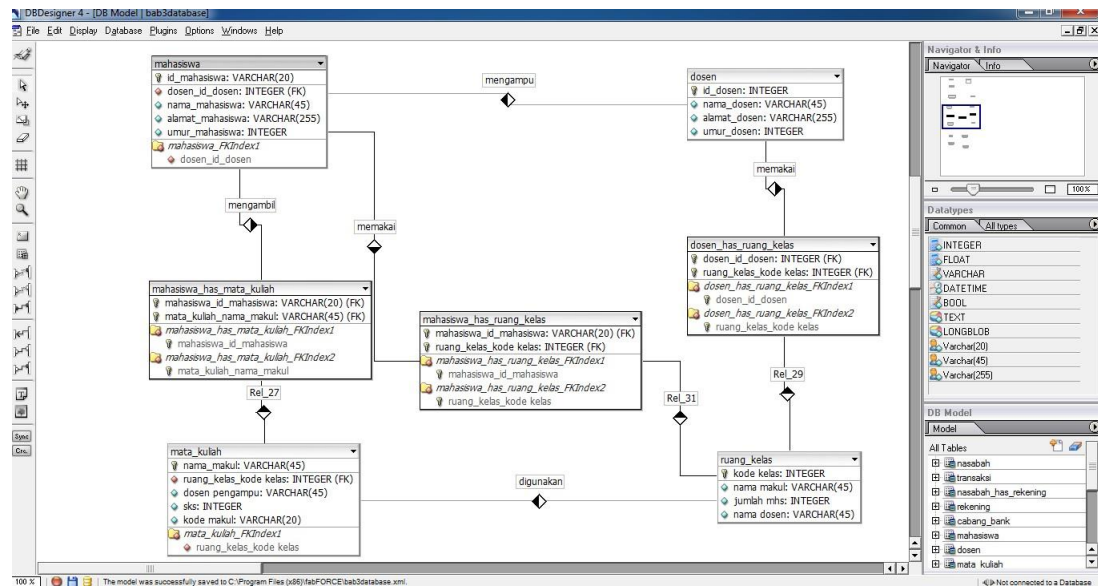 DBDesigner 4 - [DB Model | bab3database]
File Edit Display Database Plugins Options Windows Help
mahasiswa
id_mahasiswa: VARCHAR(20)
dosen_id_dosen: INTEGER (FK)
nama_mahasiswa: VARCHAR(45)
alamat_mahasiswa: VARCHAR(255)
umur_mahasiswa: INTEGER
mahasiswa_FKIndex1
dosen_id_dosen
mengampu
dosen
id_dosen: INTEGER
nama_dosen: VARCHAR(45)
alamat_dosen: VARCHAR(255)
umur_dosen: INTEGER
mengambil
memakai
memakai
mahasiswa_has_mata_kuliah
mahasiswa_id_mahasiswa: VARCHAR(20) (FK)
mata_kuliah_nama_makul: VARCHAR(45) (FK)
mahasiswa_has_mata_kuliah_FKIndex1
mahasiswa_id_mahasiswa
mahasiswa_has_mata_kuliah_FKIndex2
mata_kuliah_nama_makul
mahasiswa_has_ruang_kelas
mahasiswa_id_mahasiswa: VARCHAR(20) (FK)
ruang_kelas_kode kelas: INTEGER (FK)
mahasiswa_has_ruang_kelas_FKIndex1
mahasiswa_id_mahasiswa
mahasiswa_has_ruang_kelas_FKIndex2
ruang_kelas_kode kelas
dosen_has_ruang_kelas
dosen_id_dosen: INTEGER (FK)
ruang_kelas_kode kelas: INTEGER (FK)
dosen_has_ruang_kelas_FKIndex1
dosen_id_dosen
dosen_has_ruang_kelas_FKIndex2
ruang_kelas_kode kelas
Rel_27
Rel_31
Rel_29
mata_kuliah
nama_makul: VARCHAR(45)
ruang_kelas_kode kelas: INTEGER (FK)
dosen pengampu: VARCHAR(45)
sks: INTEGER
kode makul: VARCHAR(20)
mata_kuliah_FKIndex1
ruang_kelas_kode kelas
digunakan
ruang_kelas
kode kelas: INTEGER
nama makul: VARCHAR(45)
jumlah mhs: INTEGER
nama dosen: VARCHAR(45)
Navigator & Info
Navigator Info
100%
Datatypes
Common All types
INTEGER
FLOAT
VARCHAR
DATETIME
BOOL
TEXT
LONGBLOB
Varchar(20)
Varchar(45)
Varchar(255)
DB Model
Model
All Tables
nasabah
transaksi
nasabah_has_rekening
rekening
cabang_bank
mahasiswa
dosen
mata_kuliah
Sync
100 % The model was successfully saved to C:\Program Files (x86)\fabFORCE\bab3database.xml.
Not connected to a Database